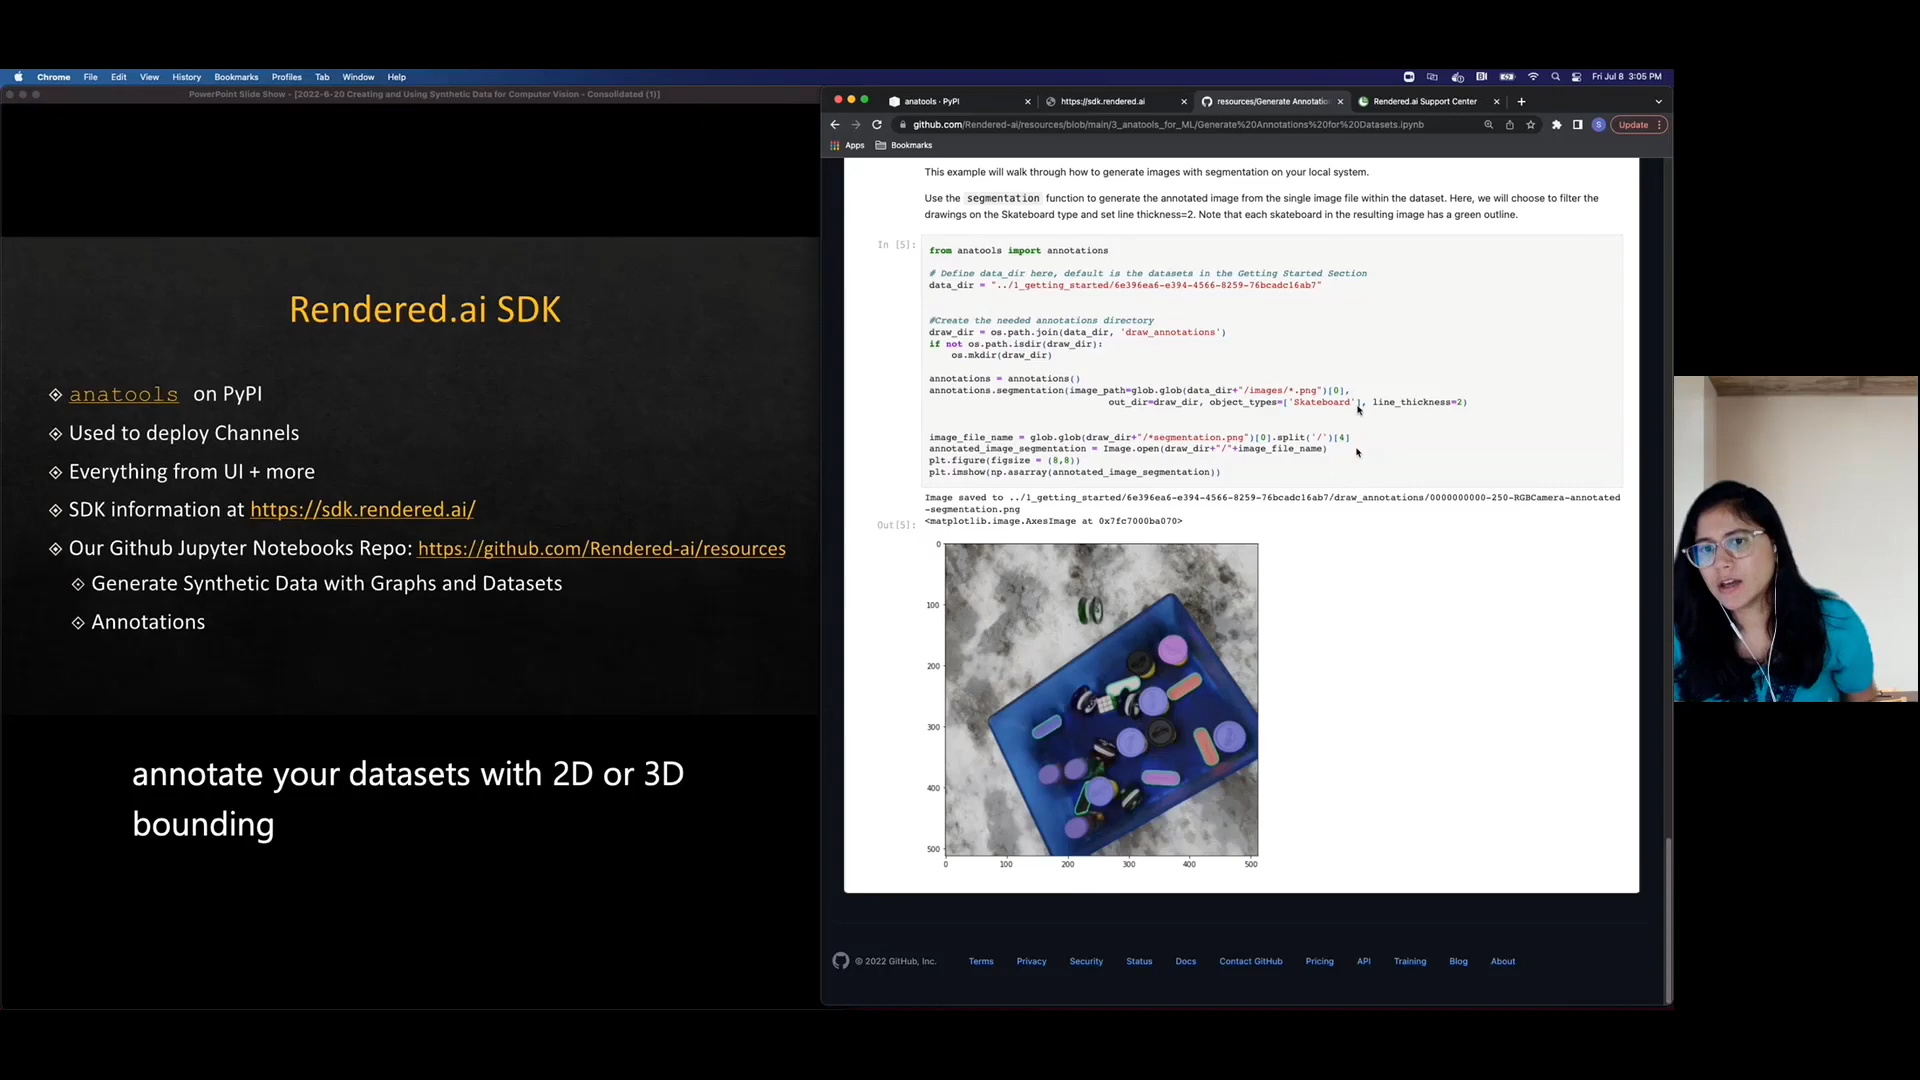 Chrome File Edit View History Bookmarks Profiles Tab Window Help
Fri Jul 8 3:05 PM
PowerPoint Slide Show - [2022-6-20 Creating and Using Synthetic Data for Computer Vision - Consolidated (1)]
Rendered.ai SDK
anatools on PyPI
Used to deploy Channels
Everything from UI + more
SDK information at https://sdk.rendered.ai/
Our Github Jupyter Notebooks Repo: https://github.com/Rendered-ai/resources
Generate Synthetic Data with Graphs and Datasets
Annotations
annotate your datasets with 2D or 3D
bounding
anatools · PyPI
https://sdk.rendered.ai
resources/Generate Annotation
Rendered.ai Support Center
github.com/Rendered-ai/resources/blob/main/3_anatools_for_ML/Generate%20Annotations%20for%20Datasets.ipynb
S
Update
Apps Bookmarks
This example will walk through how to generate images with segmentation on your local system.
Use the segmentation function to generate the annotated image from the single image file within the dataset. Here, we will choose to filter the
drawings on the Skateboard type and set line thickness=2. Note that each skateboard in the resulting image has a green outline.
In [5]:
from anatools import annotations
# Define data_dir here, default is the datasets in the Getting Started Section
data_dir = "../1_getting_started/6e396ea6-e394-4566-8259-76bcadc16ab7"
#Create the needed annotations directory
draw_dir = os.path.join(data_dir, 'draw_annotations')
if not os.path.isdir(draw_dir):
os.mkdir(draw_dir)
annotations = annotations()
annotations.segmentation(image_path=glob.glob(data_dir+"/images/*.png")[0],
out_dir=draw_dir, object_types=['Skateboard'], line_thickness=2)
image_file_name = glob.glob(draw_dir+"/*segmentation.png")[0].split('/')[4]
annotated_image_segmentation = Image.open(draw_dir+"/"+image_file_name)
plt.figure(figsize = (8,8))
plt.imshow(np.asarray(annotated_image_segmentation))
Image saved to ../1_getting_started/6e396ea6-e394-4566-8259-76bcadc16ab7/draw_annotations/0000000000-250-RGBCamera-annotated
-segmentation.png
Out[5]:
<matplotlib.image.AxesImage at 0x7fc7000ba070>
0
100
200
300
400
500
0 100 200 300 400 500
© 2022 GitHub, Inc. Terms Privacy Security Status Docs Contact GitHub Pricing API Training Blog About